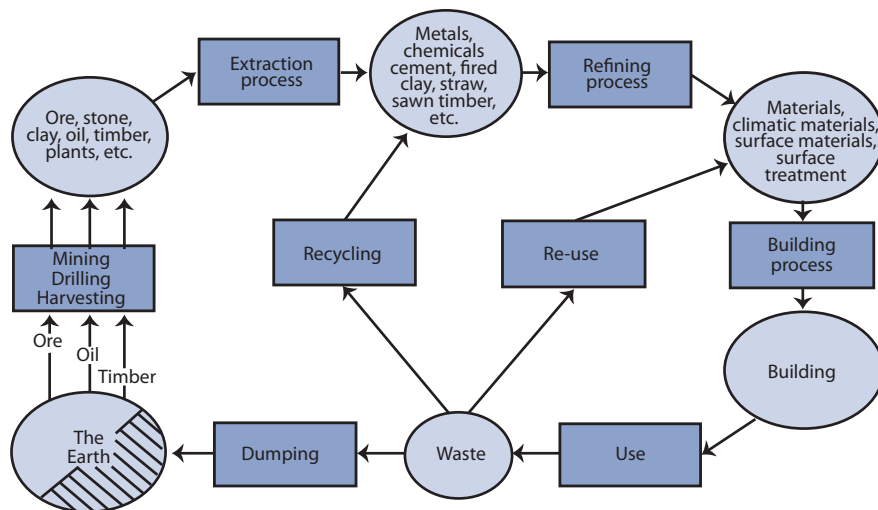 Ore, stone,
clay, oil, timber,
plants, etc.
Extraction
process
Metals,
chemicals
cement, fired
clay, straw,
sawn timber,
etc.
Refining
process
Materials,
climatic materials,
surface materials,
surface
treatment
Mining
Drilling
Harvesting
Recycling
Re-use
Building
process
Ore
Oil
Timber
Building
The
Earth
Dumping
Waste
Use